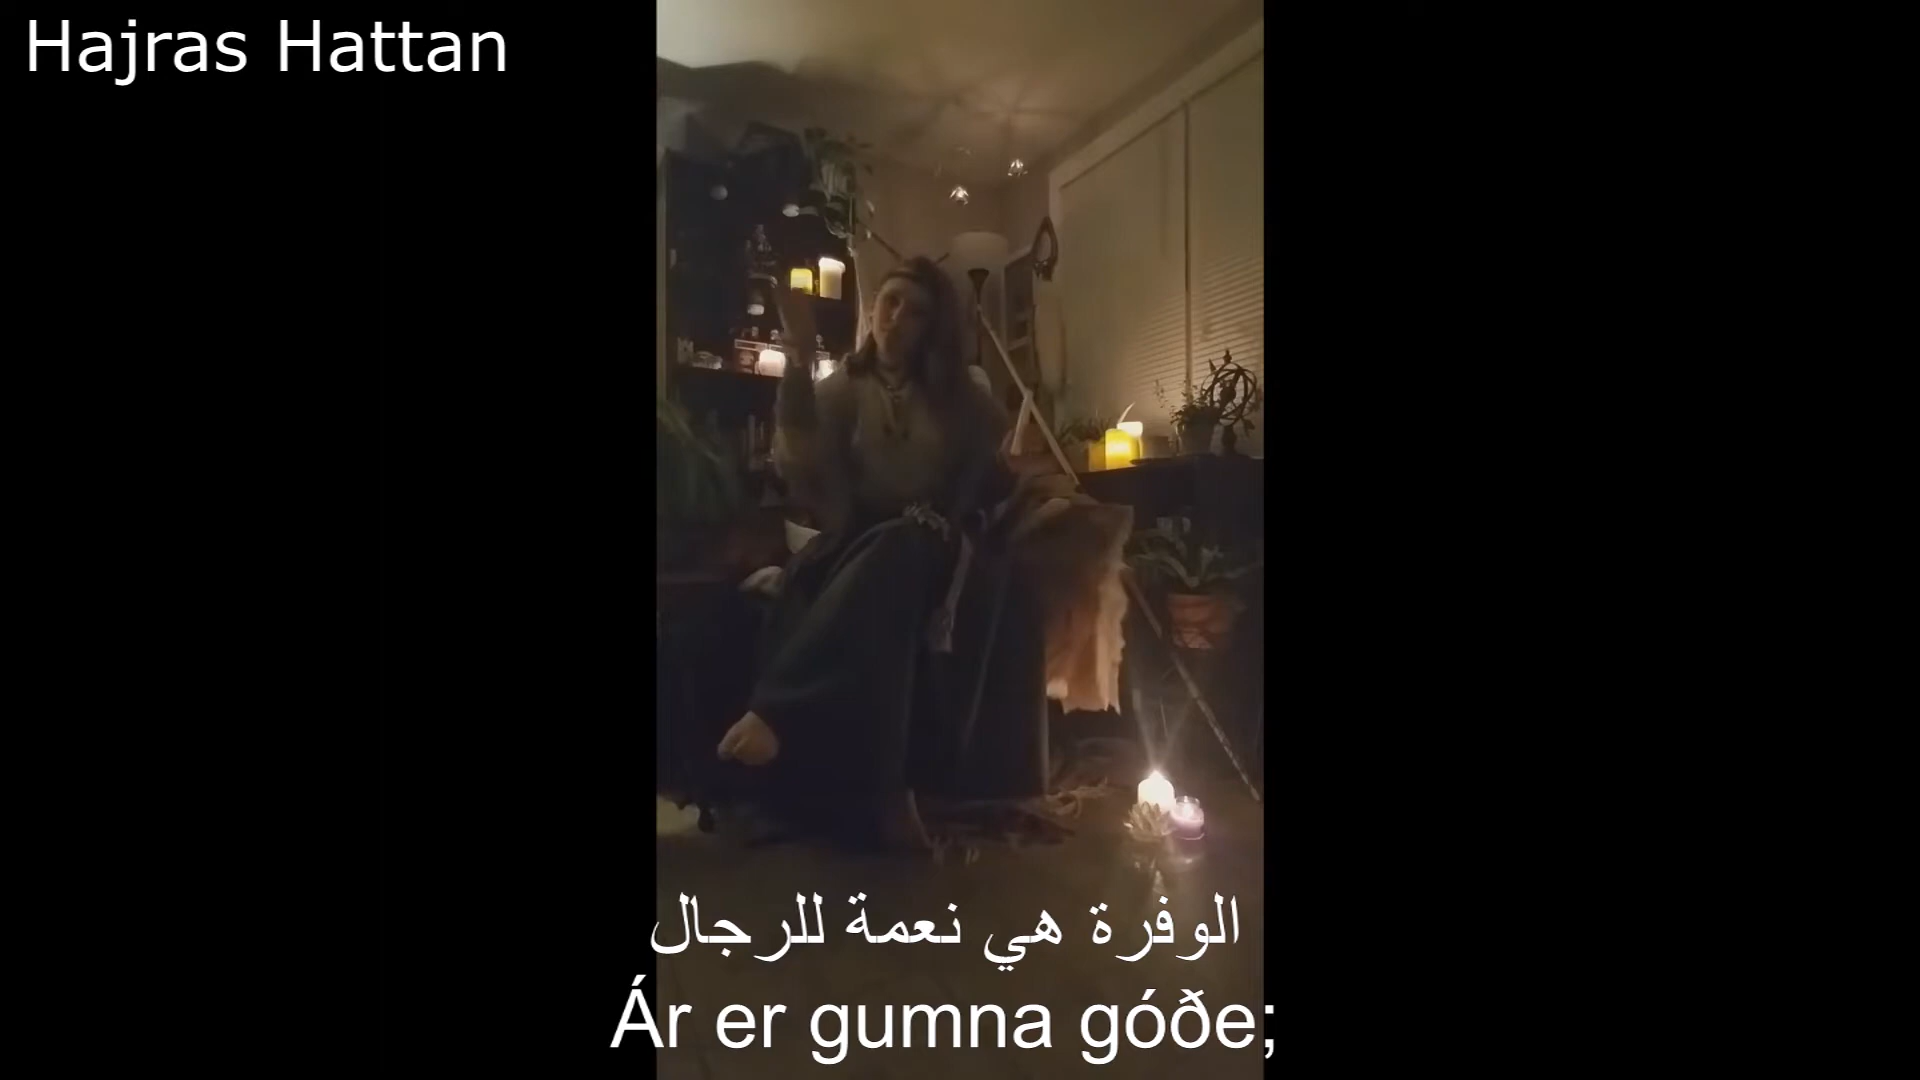 Hajras Hattan
الوفرة هي نعمة للرجال
Ár er gumna góðe;